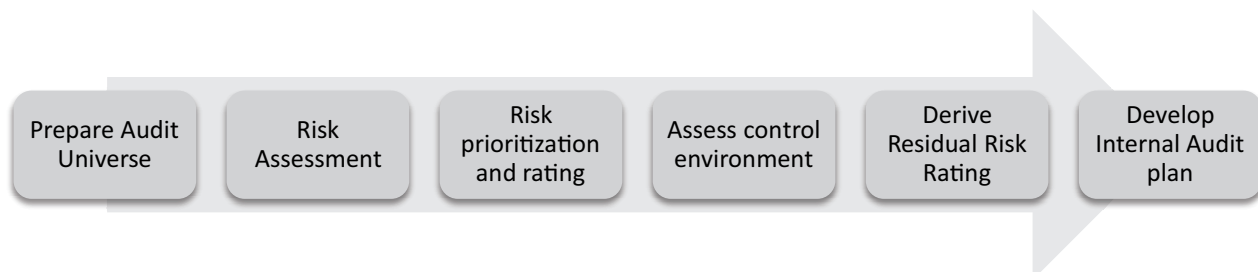 Prepare Audit
Universe
Risk
Assessment
Risk
prioritization
and rating
Assess control
environment
Derive
Residual Risk
Rating
Develop
Internal Audit
plan